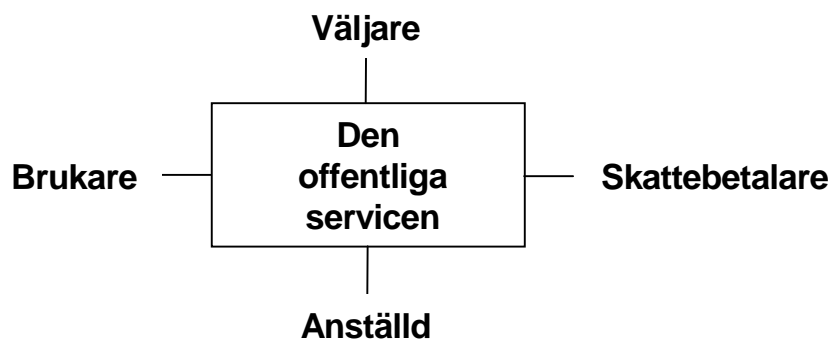 Väljare
Den
offentliga
servicen
Brukare
Skattebetalare
Anställd